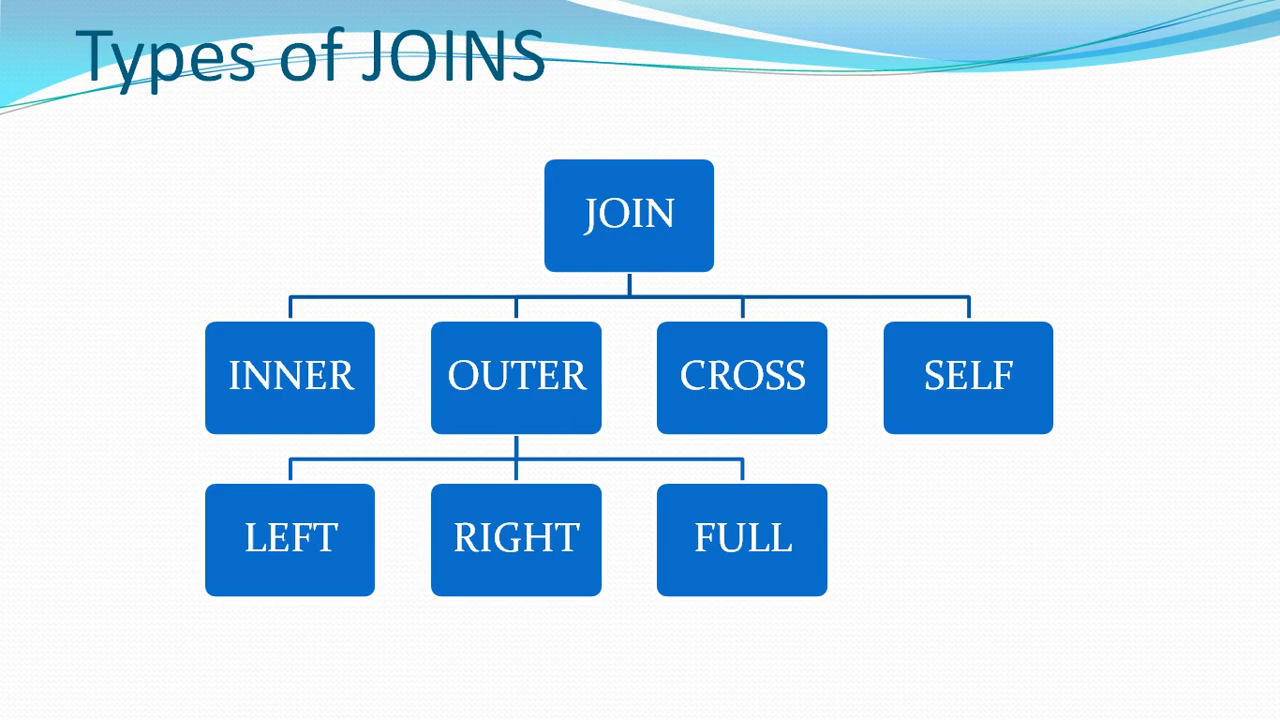 Types of JOINS
JOIN
INNER
OUTER
CROSS
SELF
LEFT
RIGHT
FULL